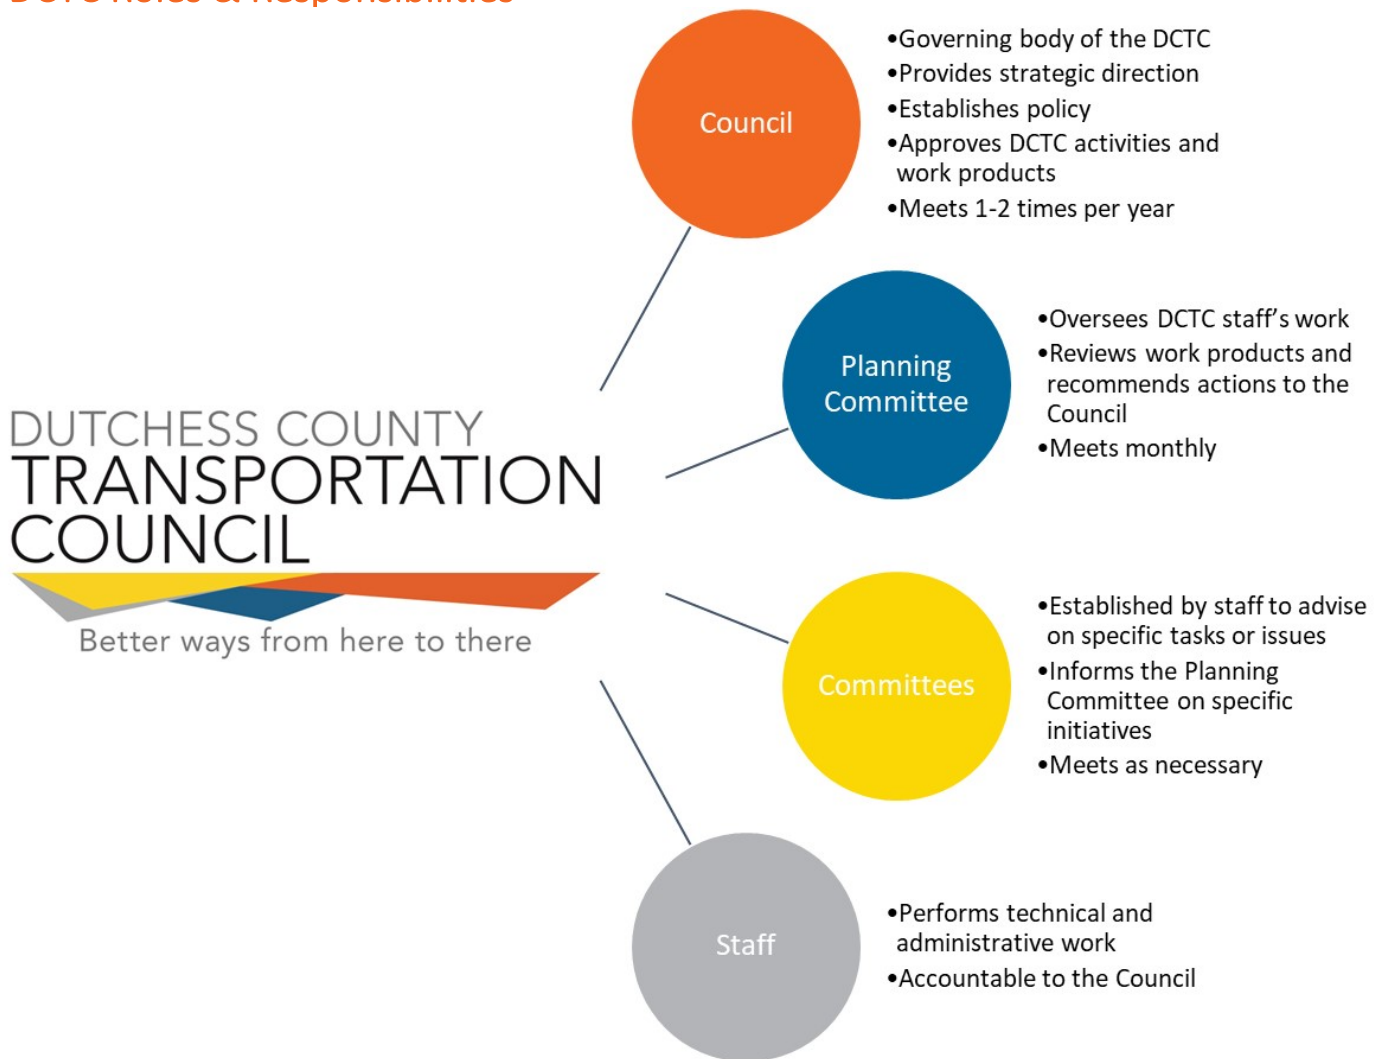 DCTC Roles & Responsibilities
Council
•Governing body of the DCTC
•Provides strategic direction
•Establishes policy
•Approves DCTC activities and
work products
•Meets 1-2 times per year
Planning
Committee
•Oversees DCTC staff’s work
•Reviews work products and
recommends actions to the
Council
•Meets monthly
DUTCHESS COUNTY
TRANSPORTATION
COUNCIL
Better ways from here to there
Committees
•Established by staff to advise
on specific tasks or issues
•Informs the Planning
Committee on specific
initiatives
•Meets as necessary
Staff
•Performs technical and
administrative work
•Accountable to the Council